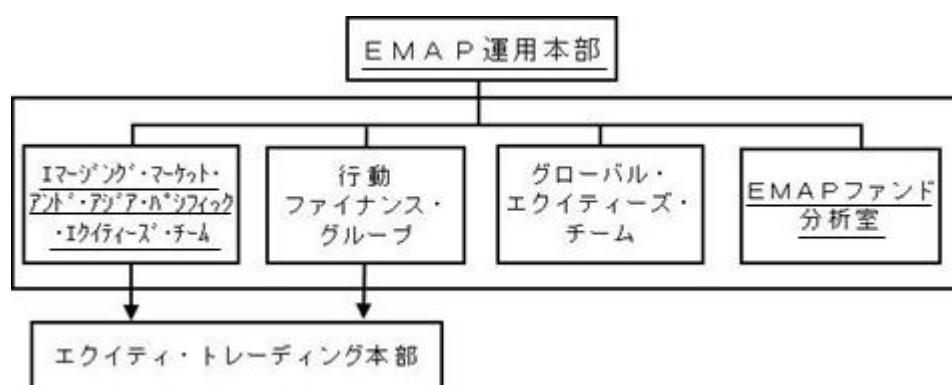 ＥＭＡＰ運用本部
ｴﾏｰｼﾞﾝｸﾞ・ﾏｰｹｯﾄ・
ｱﾝﾄﾞ・ｱｼﾞｱ・ﾊﾟｼﾌｨｯｸ
・ｴｸｲﾃｨｰｽﾞ・ﾁｰﾑ
行動
ファイナンス・
グループ
グローバル・
エクイティーズ・
チーム
ＥＭＡＰファンド
分析室
エクイティ・トレーディング本部